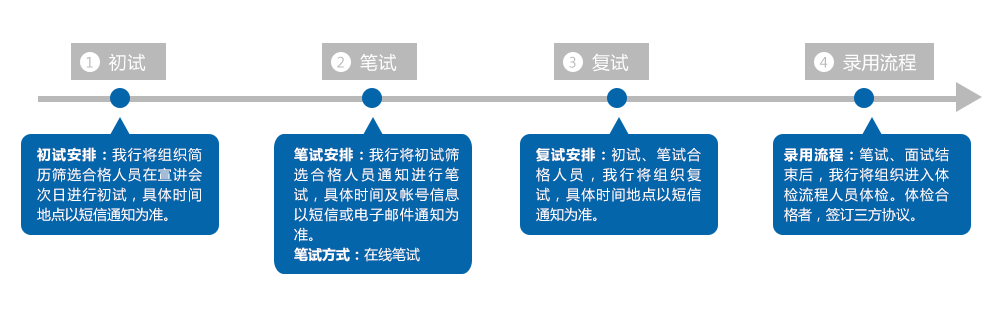 1 初试
2 笔试
3 复试
4 录用流程
初试安排：我行将组织简
历筛选合格人员在宣讲会
次日进行初试，具体时间
地点以短信通知为准。
笔试安排：我行将初试筛
选合格人员通知进行笔
试，具体时间及帐号信息
以短信或电子邮件通知为
准。
笔试方式：在线笔试
复试安排：初试、笔试合
格人员，我行将组织复
试，具体时间地点以短信
通知为准。
录用流程：笔试、面试结
束后，我行将组织进入体
检流程人员体检。体检合
格者，签订三方协议。